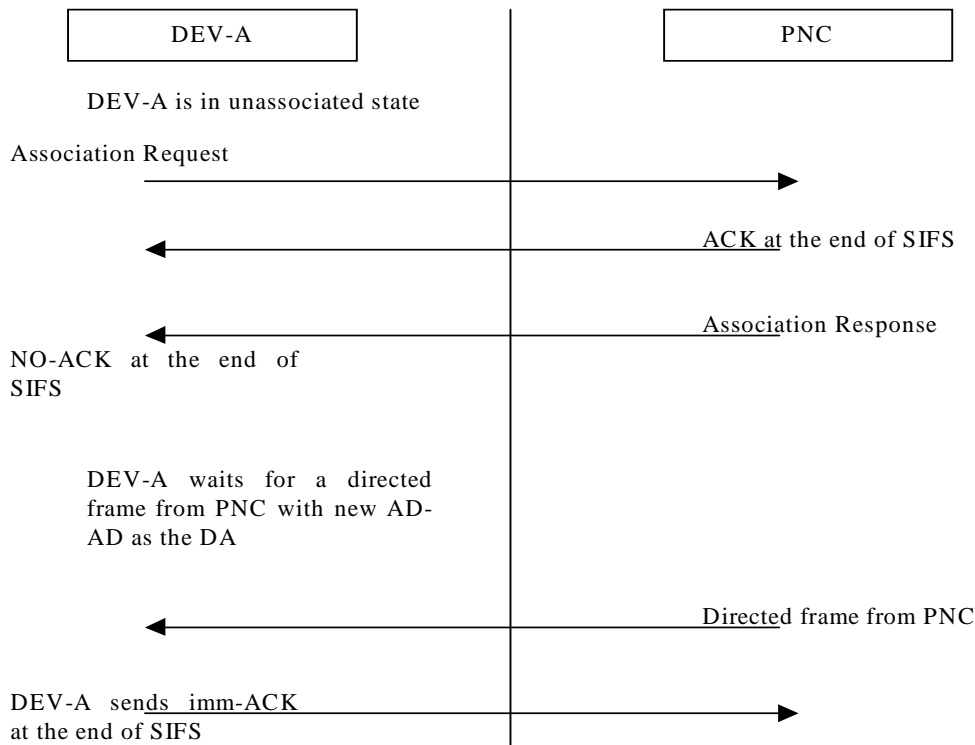 DEV-A
PNC
DEV-A is in unassociated state
Association Request
ACK at the end of SIFS
Association Response
NO-ACK at the end of
SIFS
DEV-A waits for a directed
frame from PNC with new AD-
AD as the DA
Directed frame from PNC
DEV-A sends imm-ACK
at the end of SIFS